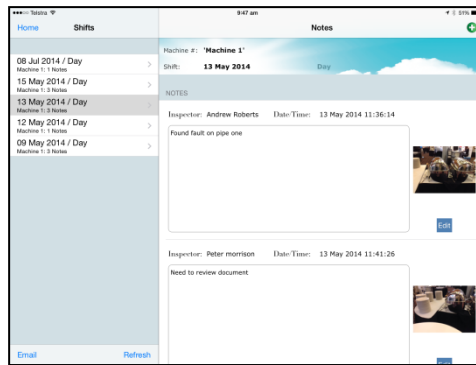 Telstra
9:47 am
91%
Home
Shifts
Notes
08 Jul 2014 / Day
Machine 1: 1 Notes
15 May 2014 / Day
Machine 1: 3 Notes
13 May 2014 / Day
Machine 1: 3 Notes
12 May 2014 / Day
Machine 1: 1 Notes
09 May 2014 / Day
Machine 1: 3 Notes
Machine #: 'Machine 1'
Shift: 13 May 2014 Day
NOTES
Inspector: Andrew Roberts Date/Time: 13 May 2014 11:36:14
Found fault on pipe one
Edit
Inspector: Peter morrison Date/Time: 13 May 2014 11:41:26
Need to review document
Edit
Email
Refresh